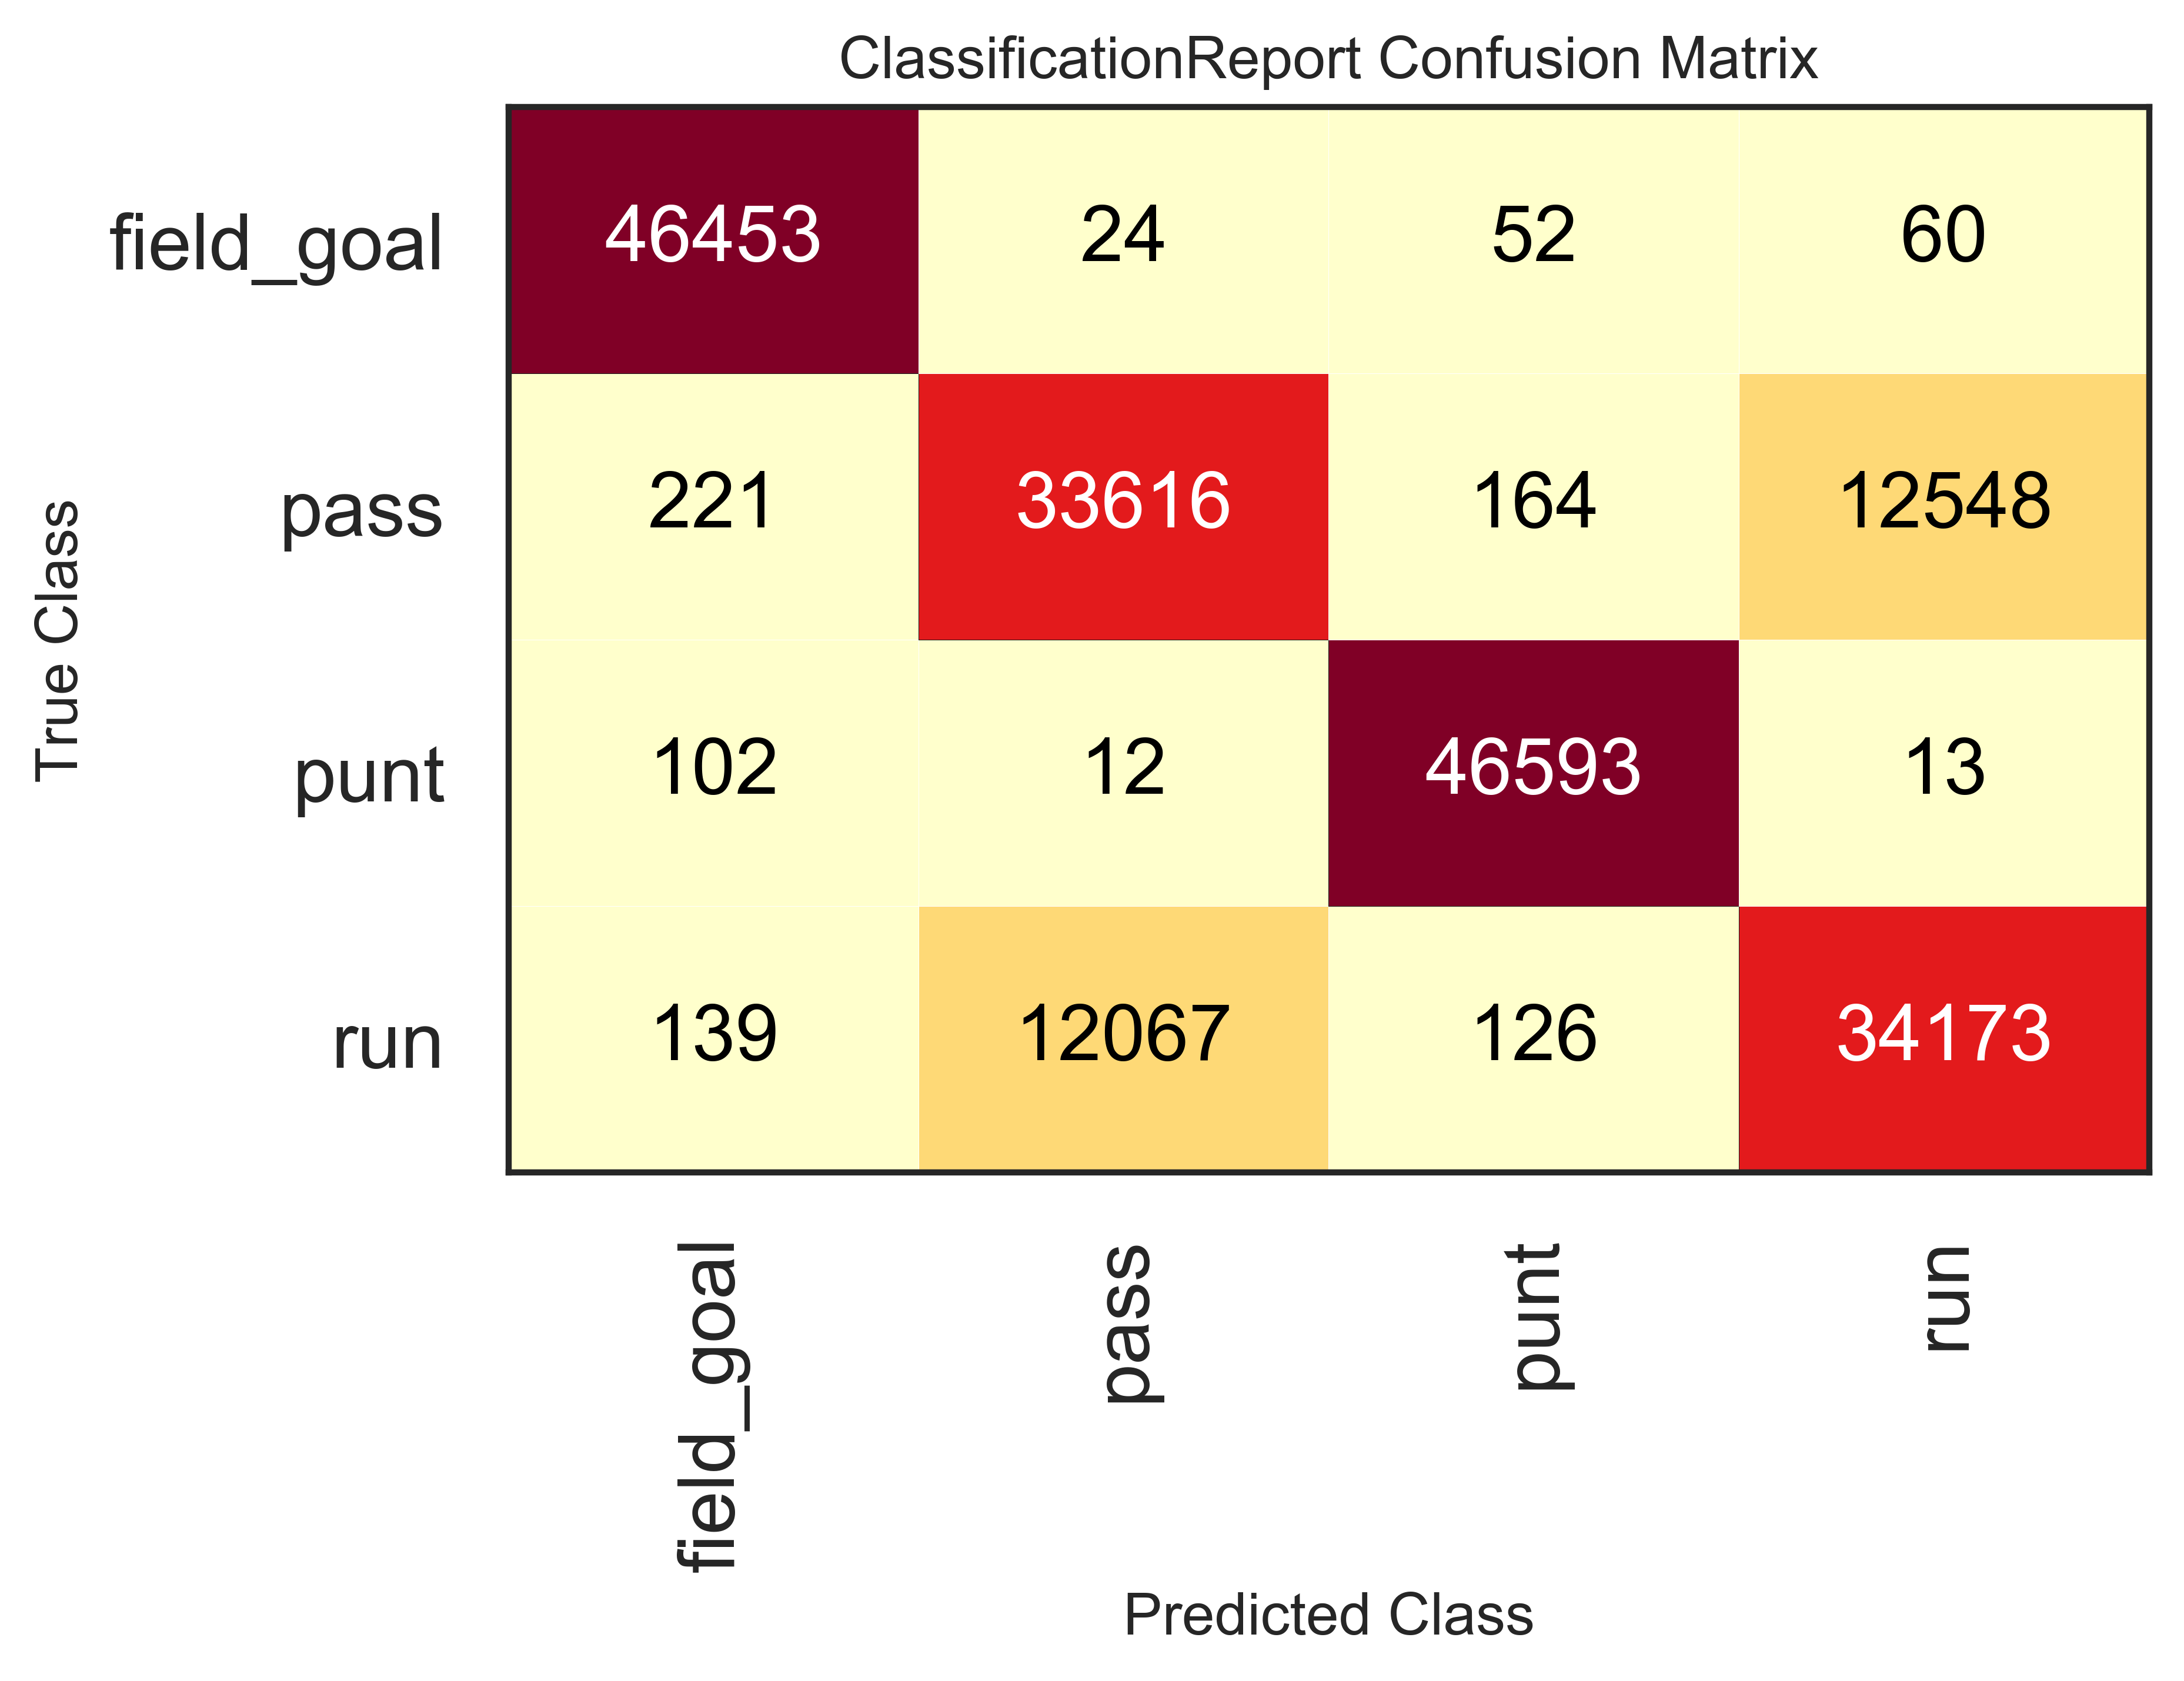 ClassificationReport Confusion Matrix
True Class
field_goal 46453 24 52 60
pass 221 33616 164 12548
punt 102 12 46593 13
run 139 12067 126 34173
field_goal pass punt run
Predicted Class